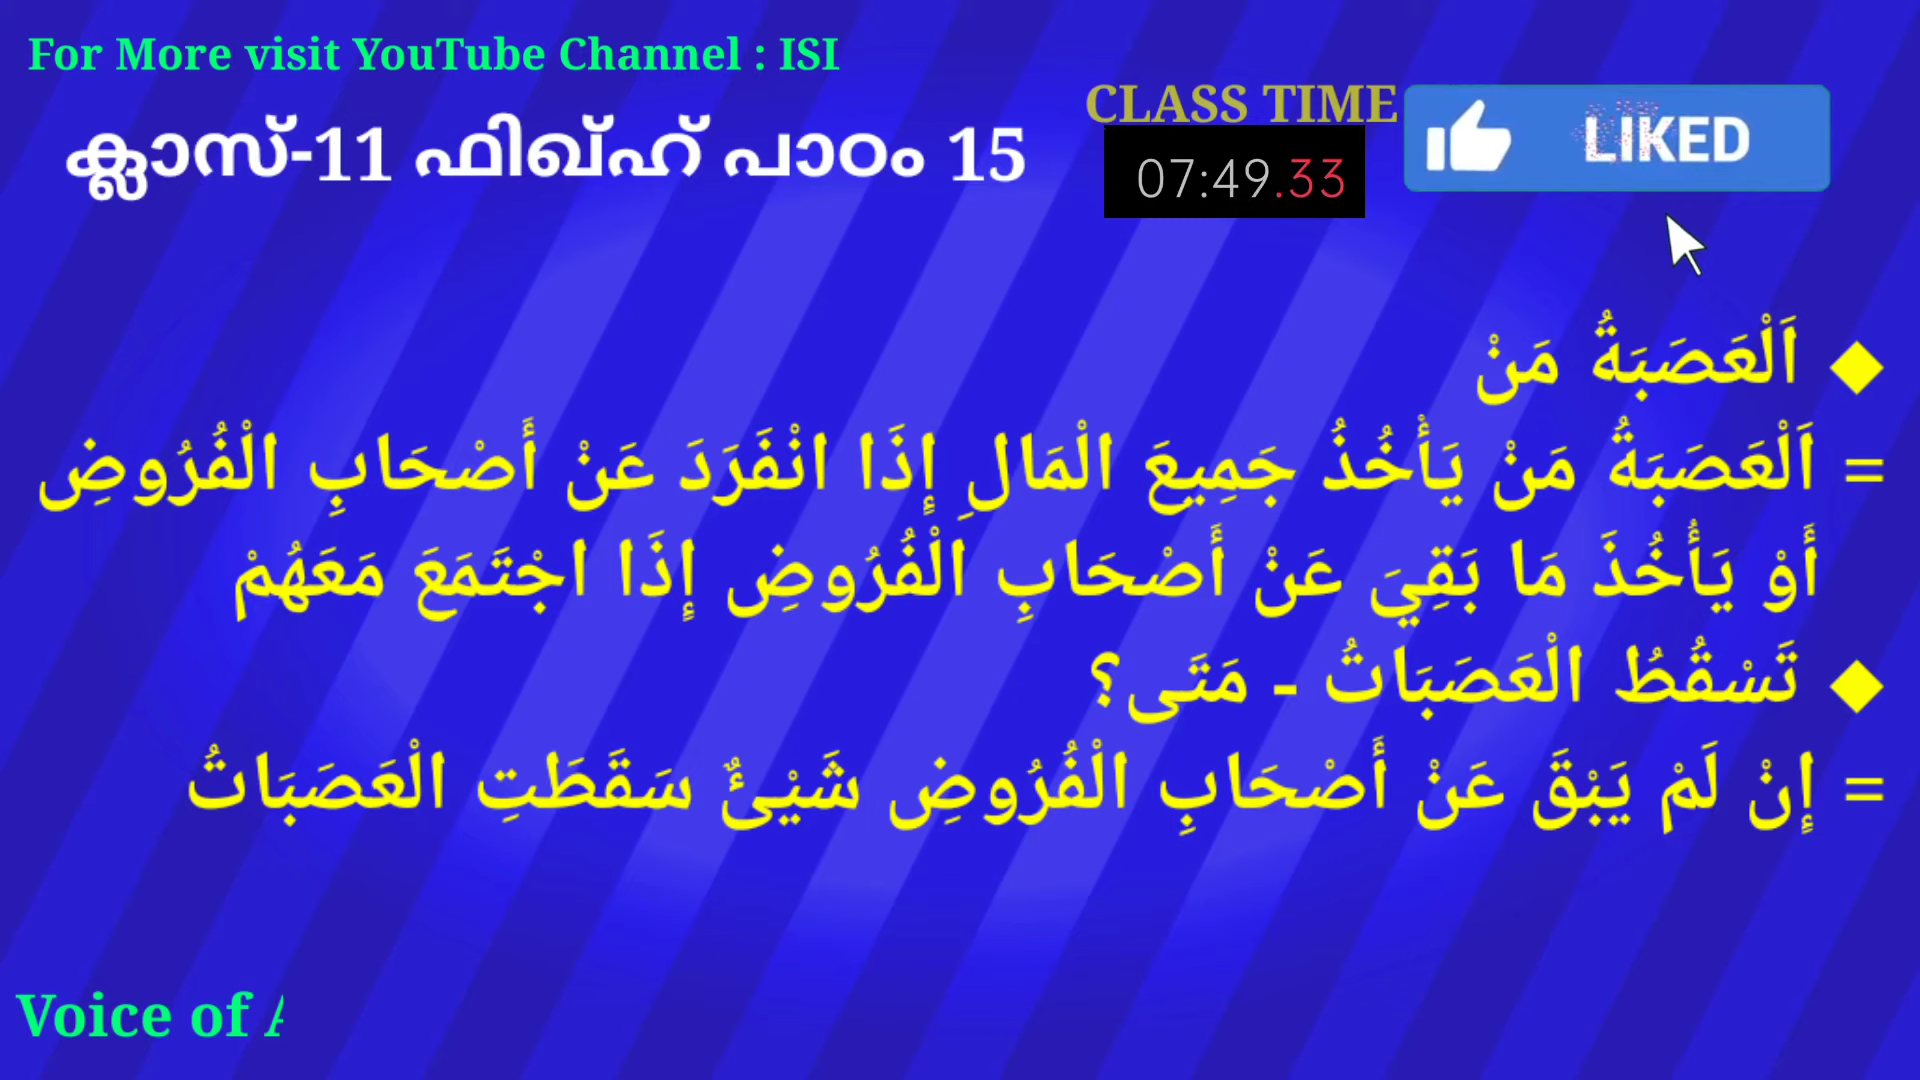 For More visit YouTube Channel : ISI
ക്ലാസ്-11 ഫിഖ്ഹ് പാഠം 15
CLASS TIME
07:49.33
LIKED
◆ اَلْعَصَبَةُ مَنْ
= اَلْعَصَبَةُ مَنْ يَأْخُذُ جَمِيعَ الْمَالِ إِذَا انْفَرَدَ عَنْ أَصْحَابِ الْفُرُوضِ
أَوْ يَأْخُذَ مَا بَقِيَ عَنْ أَصْحَابِ الْفُرُوضِ إِذَا اجْتَمَعَ مَعَهُمْ
◆ تَسْقُطُ الْعَصَبَاتُ - مَتَى؟
= إِنْ لَمْ يَبْقَ عَنْ أَصْحَابِ الْفُرُوضِ شَيْئٌ سَقَطَتِ الْعَصَبَاتُ
Voice of